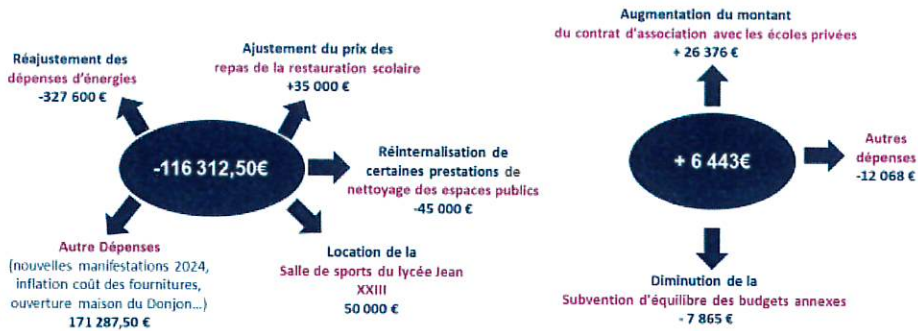 Réajustement des
dépenses d'énergies
-327 600 €
Ajustement du prix des
repas de la restauration scolaire
+35 000 €
-116 312,50€
Réinternalisation de
certaines prestations de
nettoyage des espaces publics
-45 000 €
Autre Dépenses
(nouvelles manifestations 2024,
inflation coût des fournitures,
ouverture maison du Donjon...)
171 287,50 €
Location de la
Salle de sports du lycée Jean
XXIII
50 000 €
Augmentation du montant
du contrat d'association avec les écoles privées
+ 26 376 €
+ 6 443€
Autres
dépenses
-12 068 €
Diminution de la
Subvention d'équilibre des budgets annexes
- 7 865 €